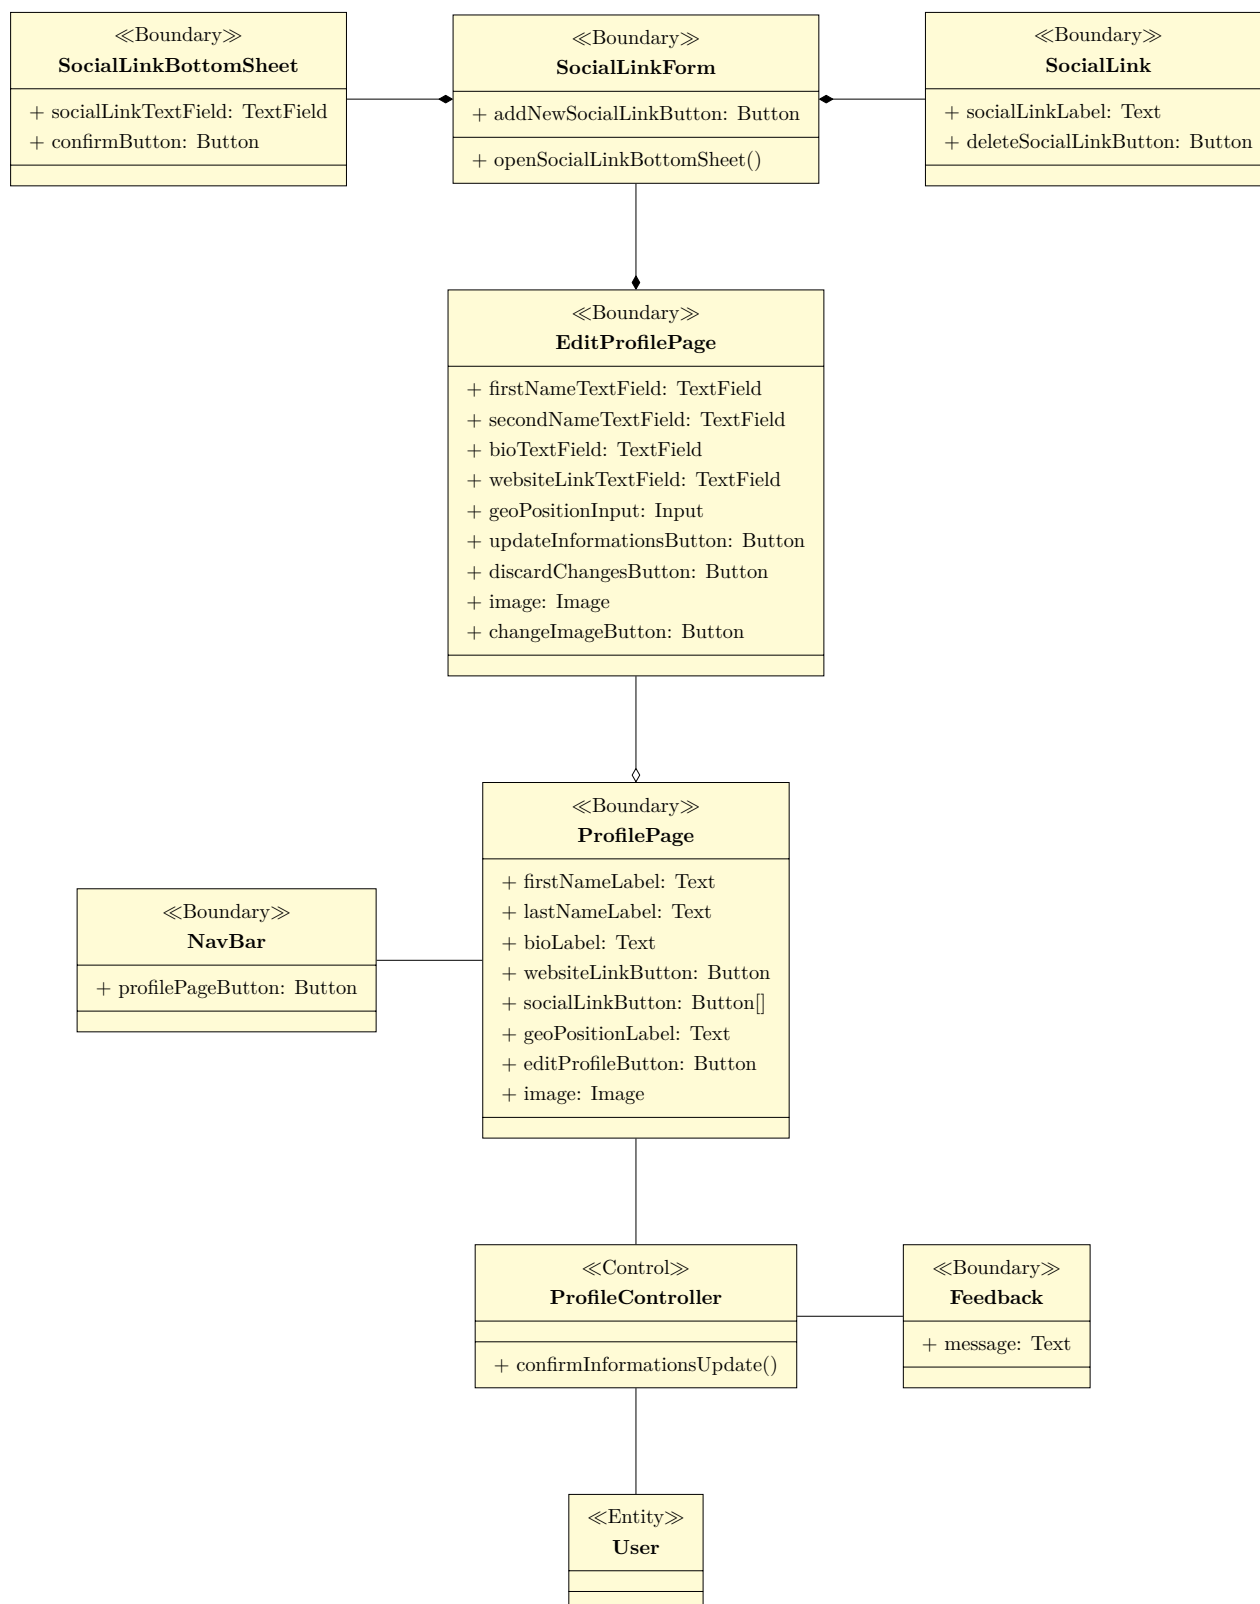 ≪Boundary≫
SocialLinkBottomSheet
+ socialLinkTextField: TextField
+ confirmButton: Button
≪Boundary≫
SocialLinkForm
+ addNewSocialLinkButton: Button
+ openSocialLinkBottomSheet()
≪Boundary≫
SocialLink
+ socialLinkLabel: Text
+ deleteSocialLinkButton: Button
≪Boundary≫
EditProfilePage
+ firstNameTextField: TextField
+ secondNameTextField: TextField
+ bioTextField: TextField
+ websiteLinkTextField: TextField
+ geoPositionInput: Input
+ updateInformationsButton: Button
+ discardChangesButton: Button
+ image: Image
+ changeImageButton: Button
≪Boundary≫
ProfilePage
+ firstNameLabel: Text
+ lastNameLabel: Text
+ bioLabel: Text
+ websiteLinkButton: Button
+ socialLinkButton: Button[]
+ geoPositionLabel: Text
+ editProfileButton: Button
+ image: Image
≪Boundary≫
NavBar
+ profilePageButton: Button
≪Control≫
ProfileController
+ confirmInformationsUpdate()
≪Boundary≫
Feedback
+ message: Text
≪Entity≫
User